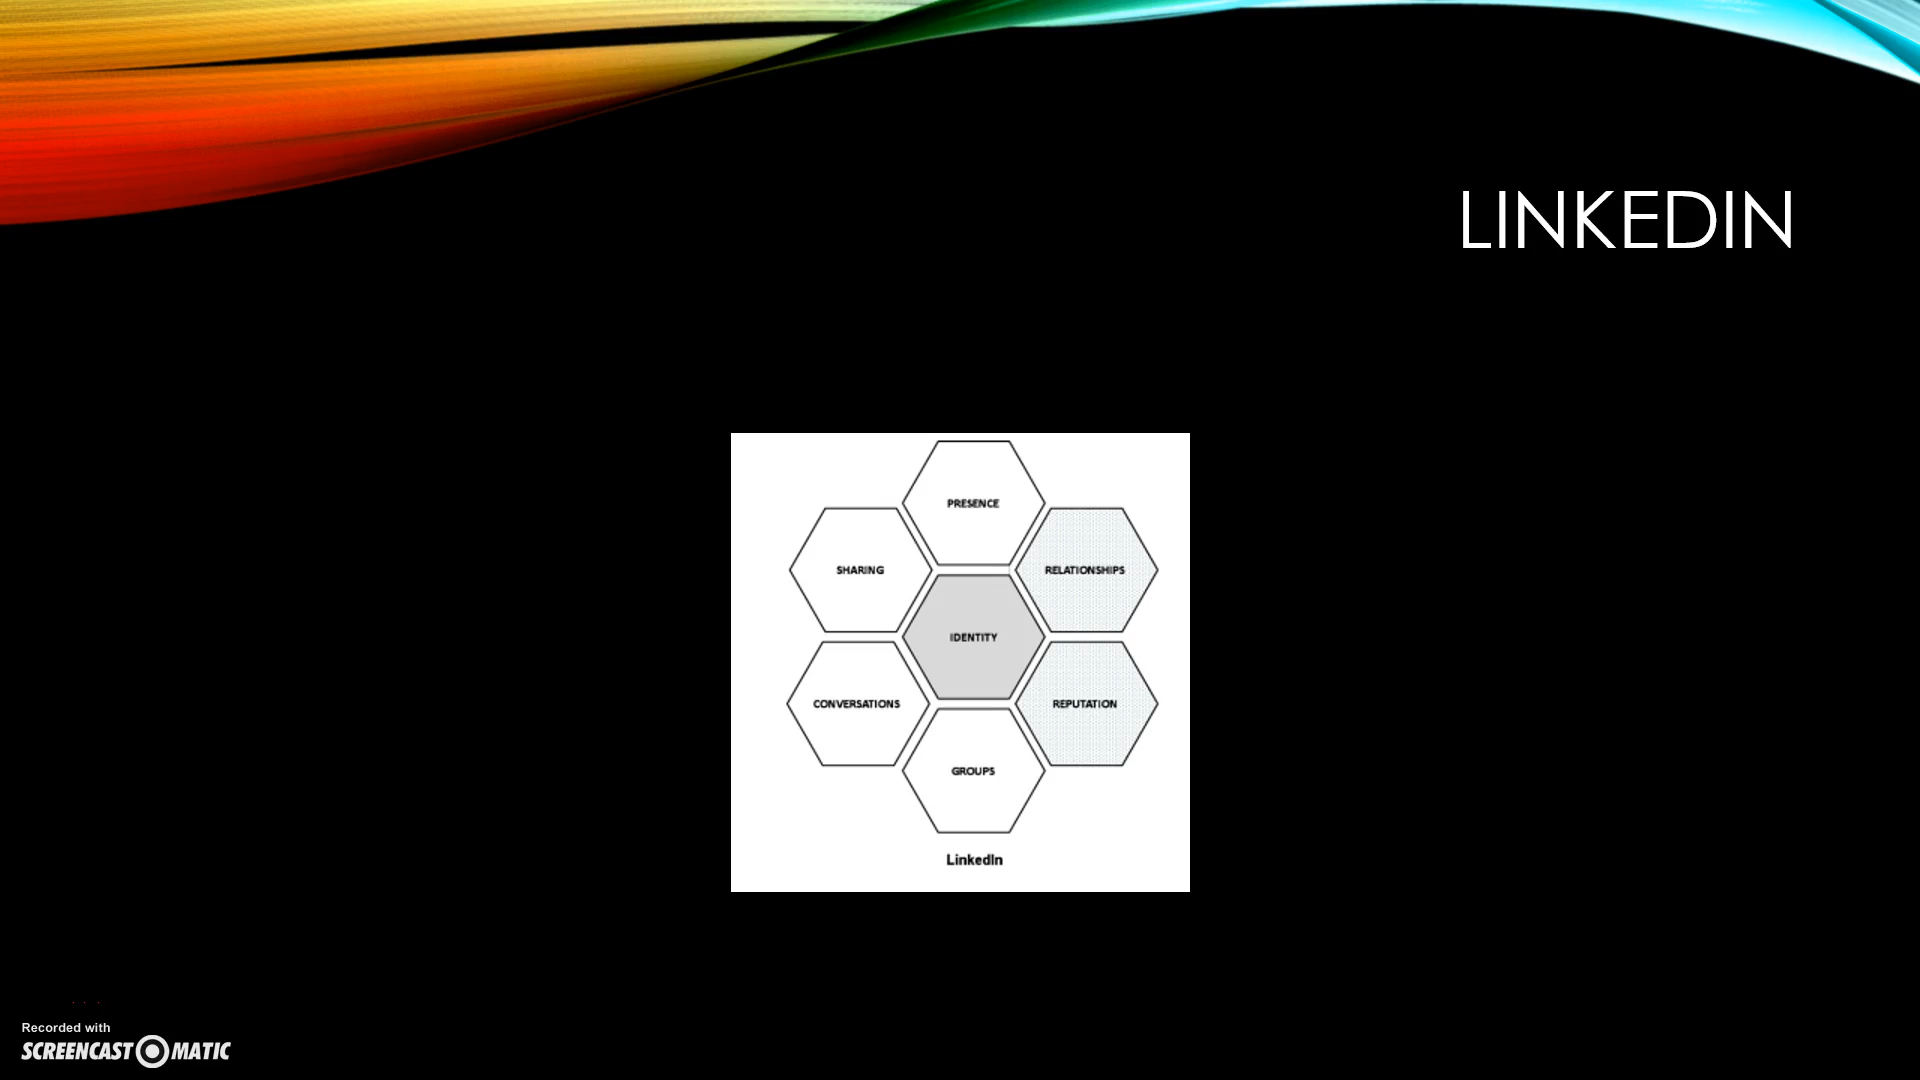 LINKEDIN
PRESENCE
SHARING
RELATIONSHIPS
IDENTITY
CONVERSATIONS
REPUTATION
GROUPS
LinkedIn
Recorded with
SCREENCAST MATIC